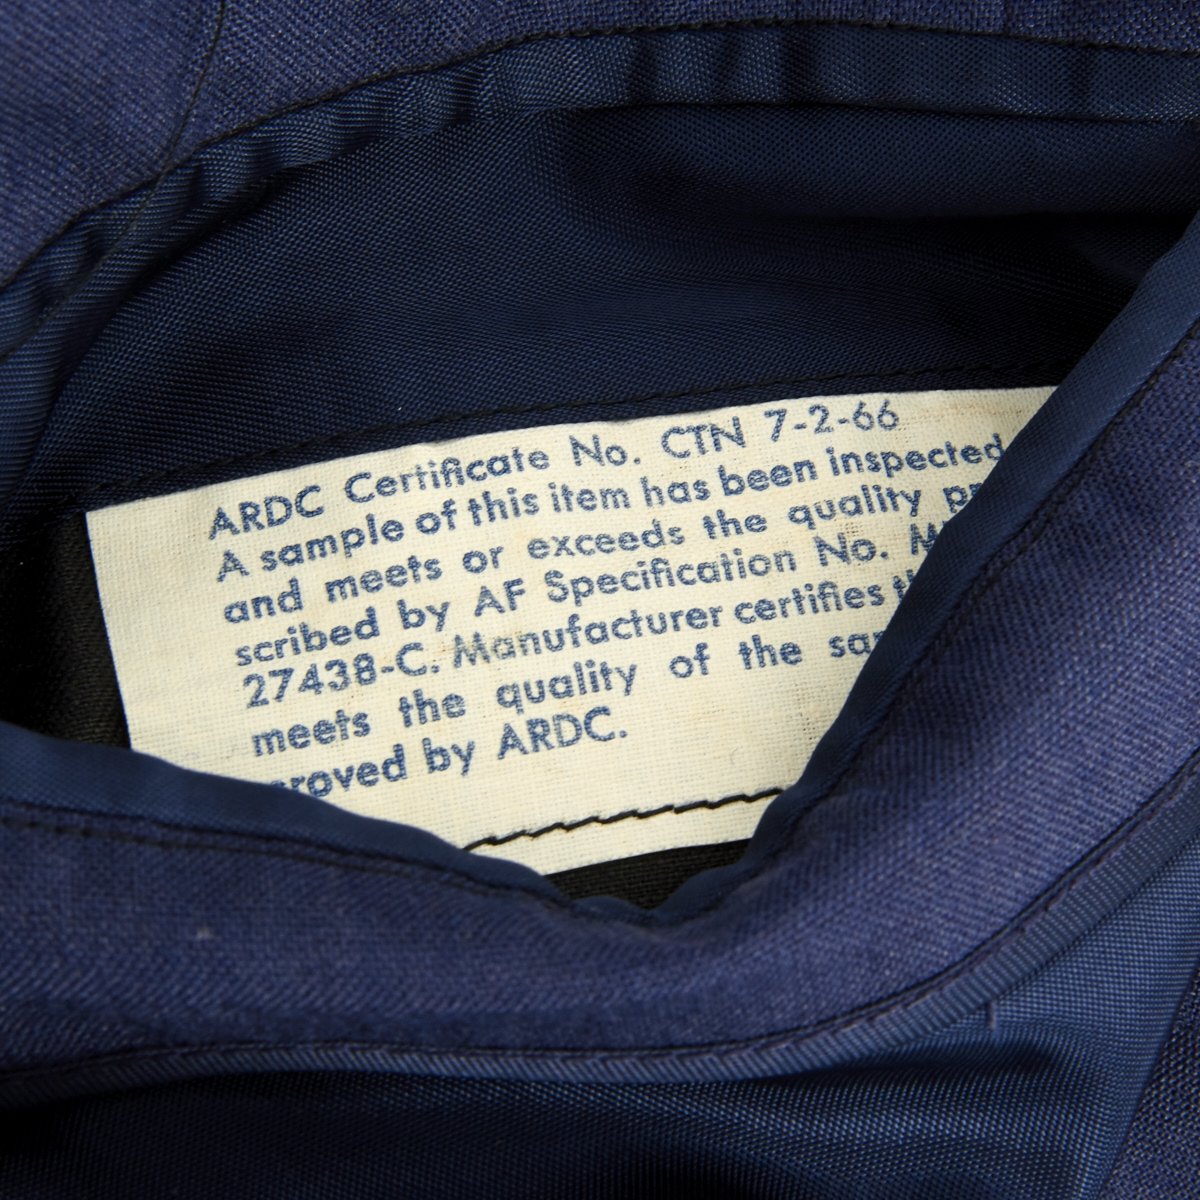 ARDC Certificate No. CTN 7-2-66
A sample of this item has been inspected
and meets or exceeds the quality
scribed by AF Specification No.
27438-C. Manufacturer certifies
meets the quality of the
proved by ARDC.